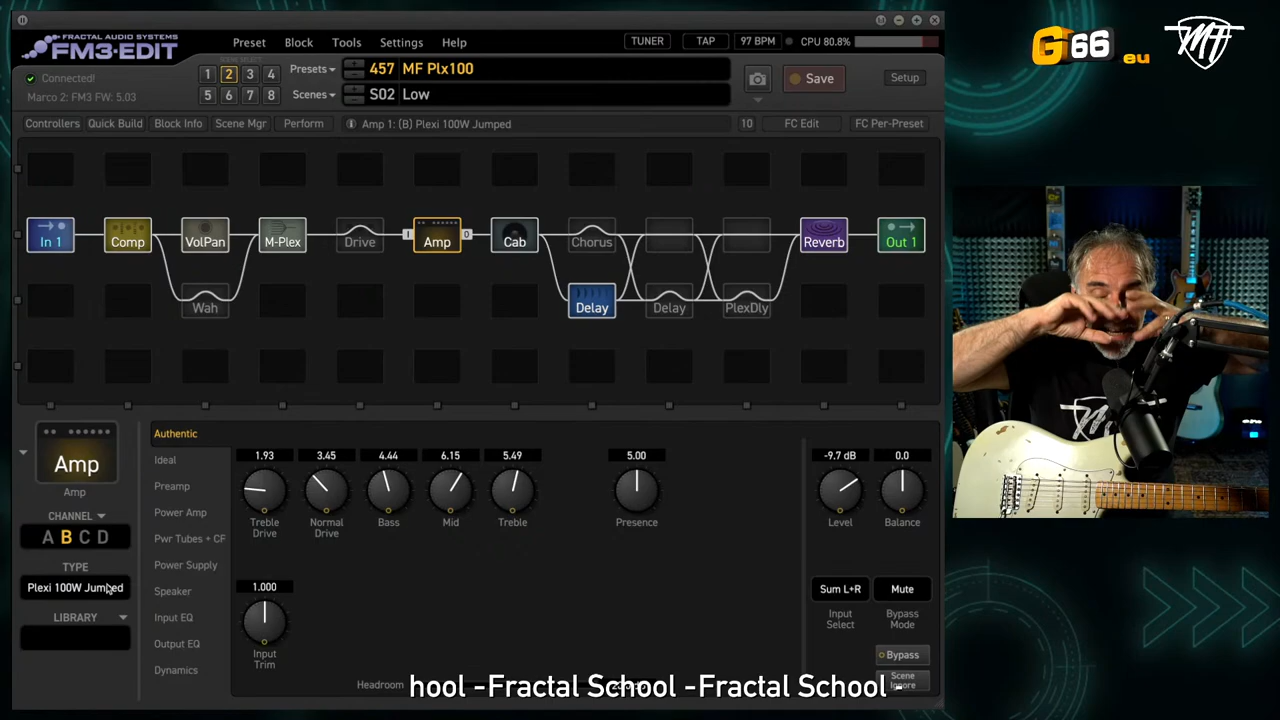 FRACTAL AUDIO SYSTEMS
FM3-EDIT
Preset Block Tools Settings Help
TUNER TAP 97 BPM CPU 80.8%
Connected!
Marco 2: FM3 FW: 5.03
1 2 3 4
5 6 7 8
Presets 457 MF Plx100
Scenes S02 Low
Save
Setup
Controllers Quick Build Block Info Scene Mgr Perform
Amp 1: (B) Plexi 100W Jumped
10 FC Edit FC Per-Preset
In 1 Comp VolPan M-Plex Drive I Amp O Cab Chorus Reverb Out 1
Wah Delay Delay PlexDly
Amp
Amp
CHANNEL
A B C D
TYPE
Plexi 100W Jumped
LIBRARY
Authentic
Ideal
Preamp
Power Amp
Pwr Tubes + CF
Power Supply
Speaker
Input EQ
Output EQ
Dynamics
1.93 3.45 4.44 6.15 5.49 5.00 -9.7 dB 0.0
Treble Drive
Normal Drive
Bass
Mid
Treble
Presence
Level
Balance
1.000
Input Trim
Sum L+R
Input Select
Mute
Bypass Mode
Bypass
Scene Ignore
Headroom
hool -Fractal School -Fractal School -
G66
eu
MF